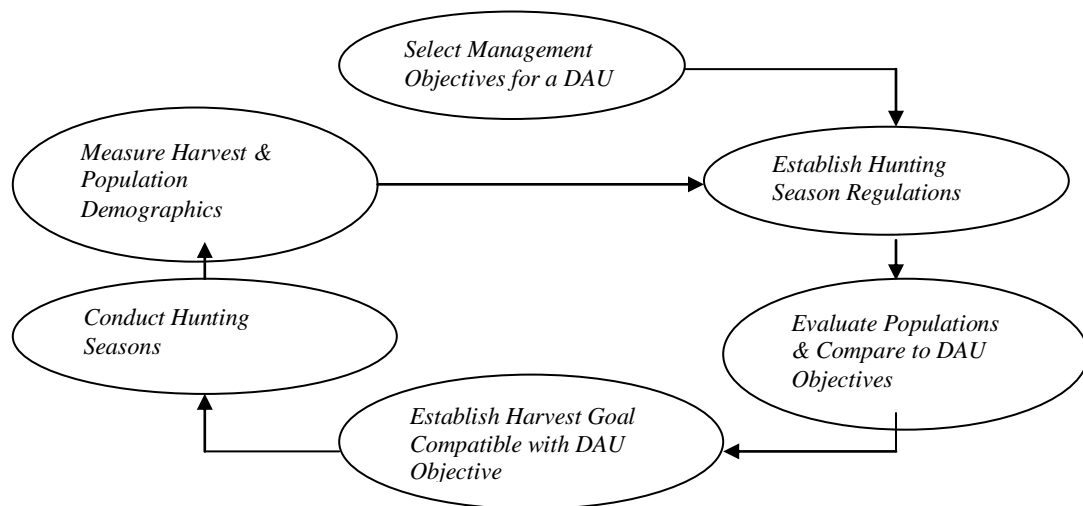 Select Management
Objectives for a DAU
Measure Harvest &
Population
Demographics
Establish Hunting
Season Regulations
Conduct Hunting
Seasons
Evaluate Populations
& Compare to DAU
Objectives
Establish Harvest Goal
Compatible with DAU
Objective